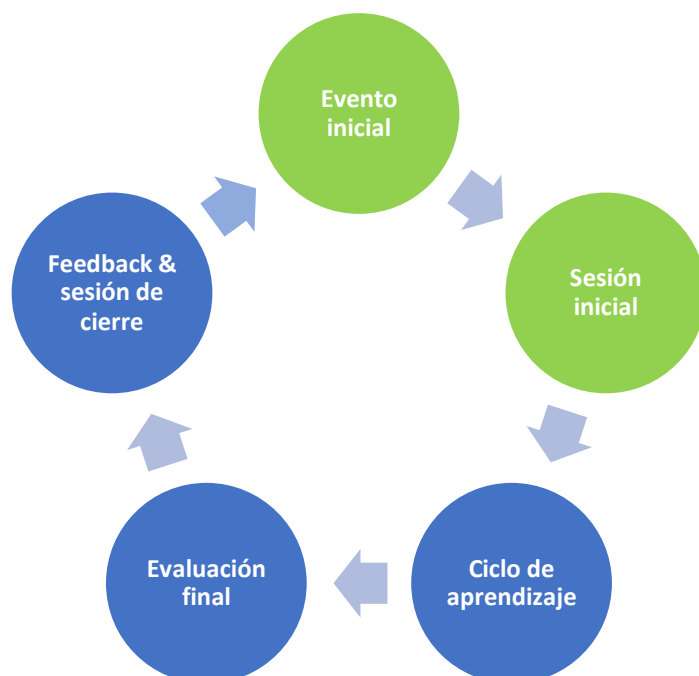 Evento
inicial
Sesión
inicial
Ciclo de
aprendizaje
Evaluación
final
Feedback &
sesión de
cierre